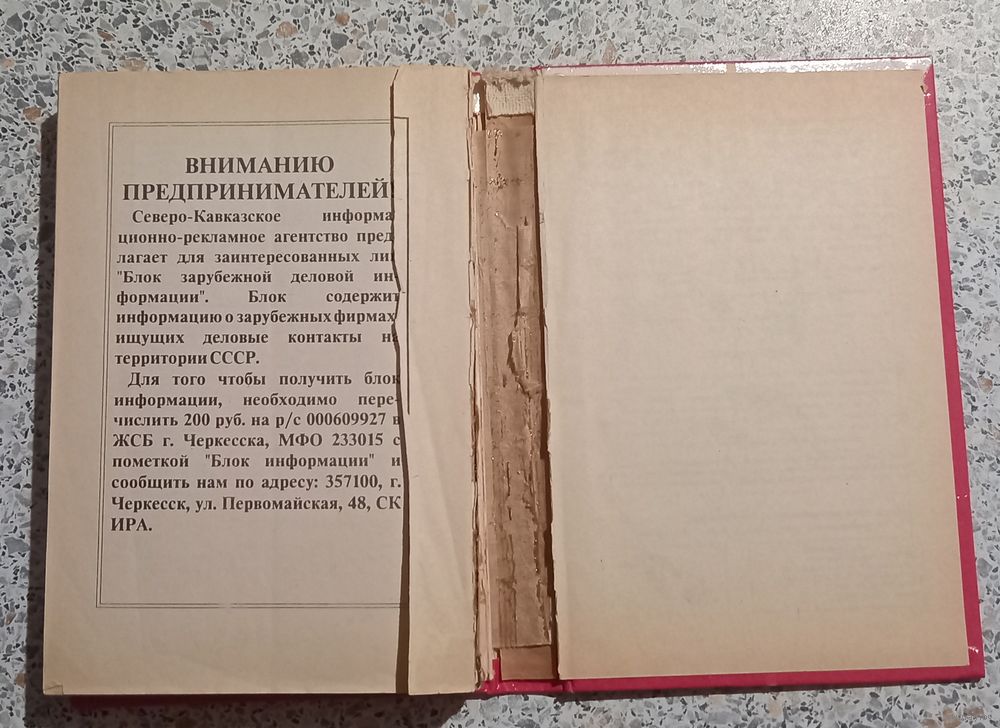 ВНИМАНИЮ
ПРЕДПРИНИМАТЕЛЕЙ!
Северо-Кавказское информа
ционно-рекламное агентство пред
лагает для заинтересованных ли
"Блок зарубежной деловой ин-
формации". Блок содержит
информацию о зарубежных фирмах
ищущих деловые контакты на
территории СССР.
Для того чтобы получить блок
информации, необходимо пере-
числить 200 руб. на р/с 000609927 в
ЖСБ г. Черкесска, МФО 233015 с
пометкой "Блок информации" и
сообщить нам по адресу: 357100, г.
Черкесск, ул. Первомайская, 48, СК
ИРА.